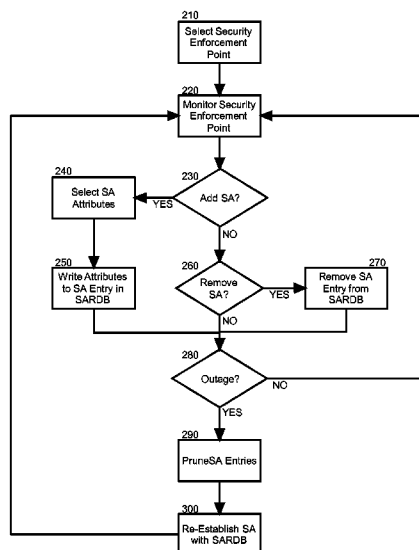 210
Select Security
Enforcement
Point
220
Monitor Security
Enforcement
Point
230
Add SA?
YES
NO
240
Select SA
Attributes
250
Write Attributes
to SA Entry in
SARDB
260
Remove
SA?
YES
NO
270
Remove SA
Entry from
SARDB
280
Outage?
NO
YES
290
PruneSA Entries
300
Re-Establish SA
with SARDB